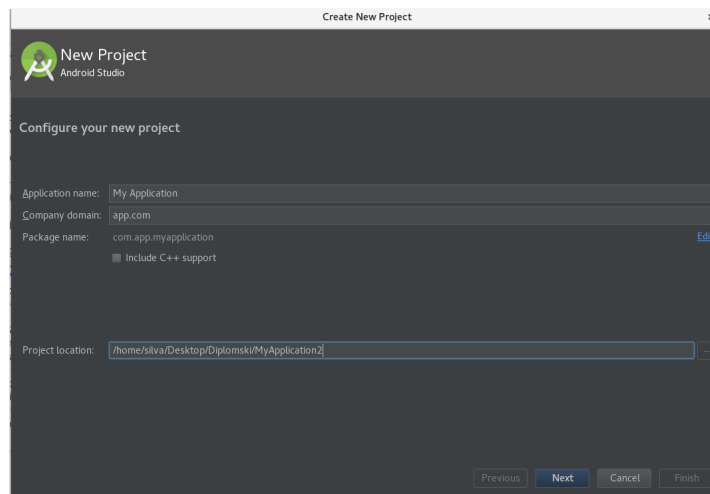 Create New Project
New Project
Android Studio
Configure your new project
Application name: My Application
Company domain: app.com
Package name: com.app.myapplication
Edi
Include C++ support
Project location: /home/silva/Desktop/Diplomski/MyApplication2
Previous Next Cancel Finish